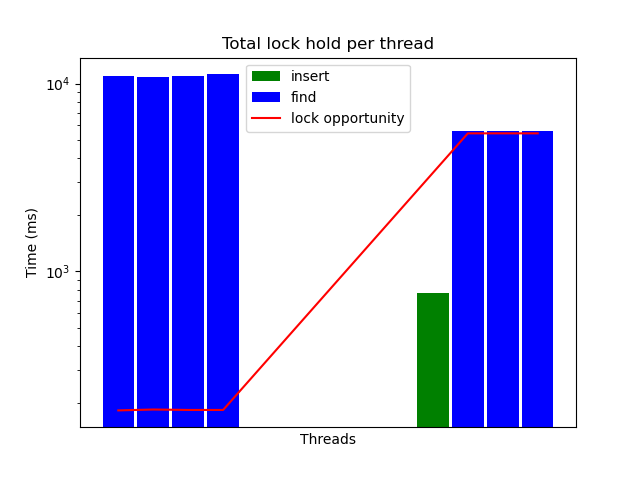 Total lock hold per thread
insert
find
lock opportunity
10⁴
10³
Time (ms)
Threads